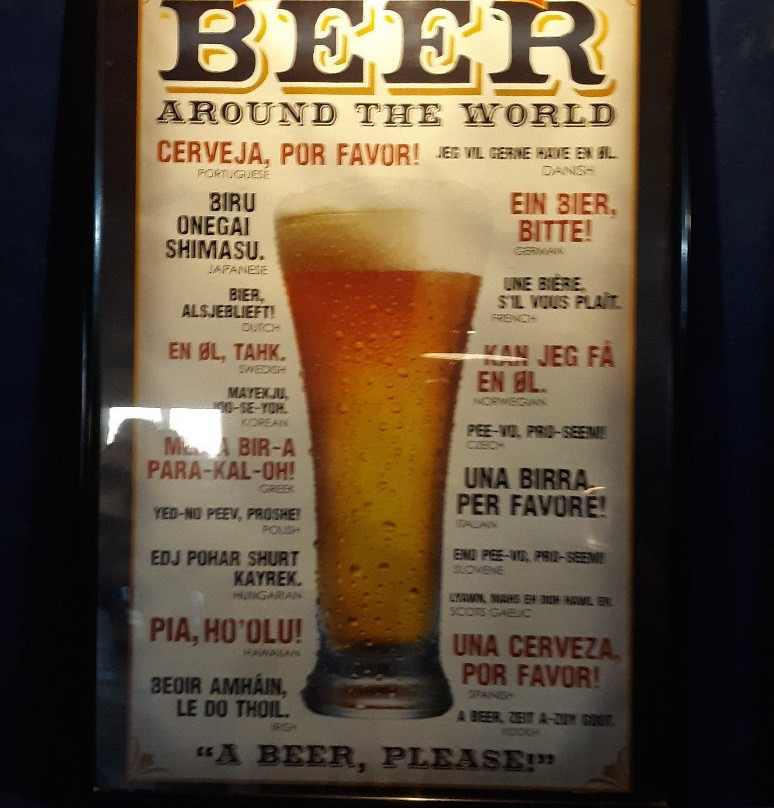 BEER
AROUND THE WORLD
CERVEJA, POR FAVOR!
PORTUGUESE
BIRU
ONEGAI
SHIMASU.
JAPANESE
BIER,
ALSJEBLIEFT!
DUTCH
EN ØL, TAHK.
SWEDISH
MAYEKJU,
KOREAN
BIR-A
PARA-KAL-OH!
GREEK
YED-NO PEEV, PROSHE!
POLISH
EDJ POHAR SHURT
KAYREK.
HUNGARIAN
PIA, HO'OLU!
HAWAIIAN
BEOIR AMHÁIN,
LE DO THOIL.
IRISH
JEG VIL GERNE HAVE EN ØL.
DANISH
EIN BIER,
BITTE!
GERMAN
UNE BIÈRE,
S'IL VOUS PLAÎT.
FRENCH
KAN JEG FÅ
EN ØL.
NORWEGIAN
PEE-VO, PRO-SEEM!
CZECH
UNA BIRRA,
PER FAVORE!
ITALIAN
ENO PEE-VO, PRO-SEEM!
SLOVENE
SCOTS GAELIC
UNA CERVEZA,
POR FAVOR!
SPANISH
A BEER, ZEIT A-ZUY GOOT.
YIDDISH
"A BEER, PLEASE!"